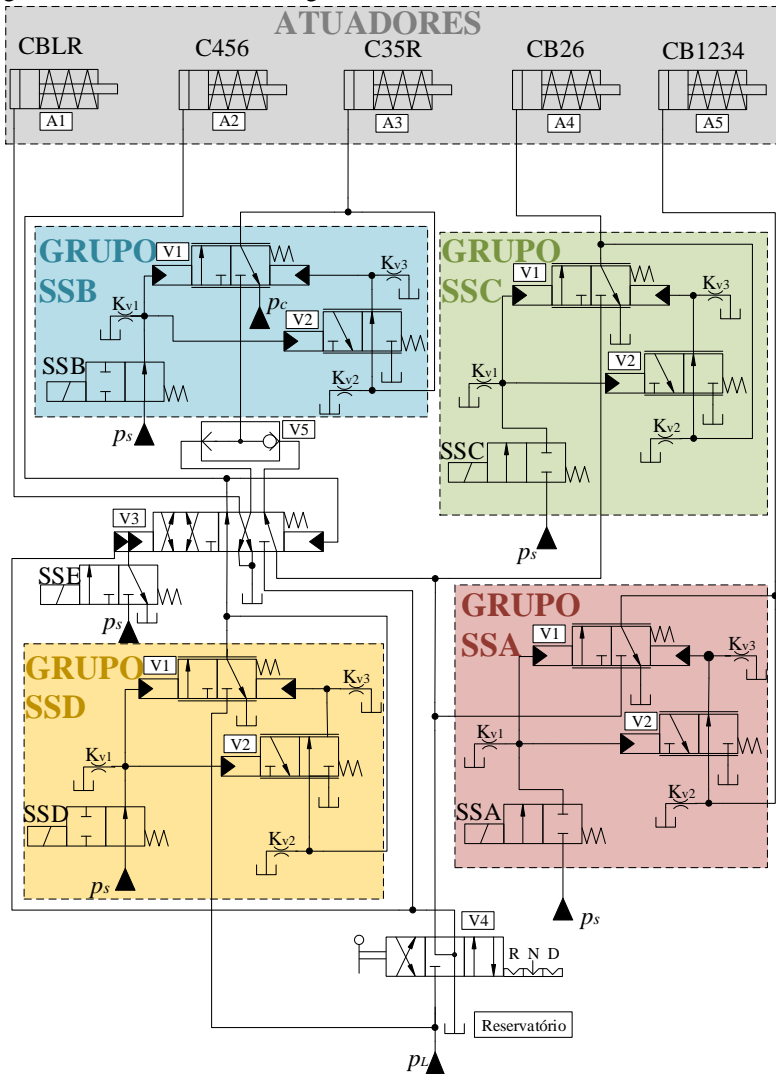 ATUADORES
CBLR
C456
C35R
CB26
CB1234
A1
A2
A3
A4
A5
GRUPO
SSB
V1
Kv3
Kv1
pc
V2
SSB
Kv2
ps
V5
GRUPO
SSC
V1
Kv3
V2
Kv1
Kv2
SSC
ps
V3
SSE
ps
GRUPO
SSD
V1
Kv3
V2
Kv1
SSD
Kv2
ps
GRUPO
SSA
V1
Kv3
V2
Kv1
Kv2
SSA
ps
V4
R N D
Reservatório
pL